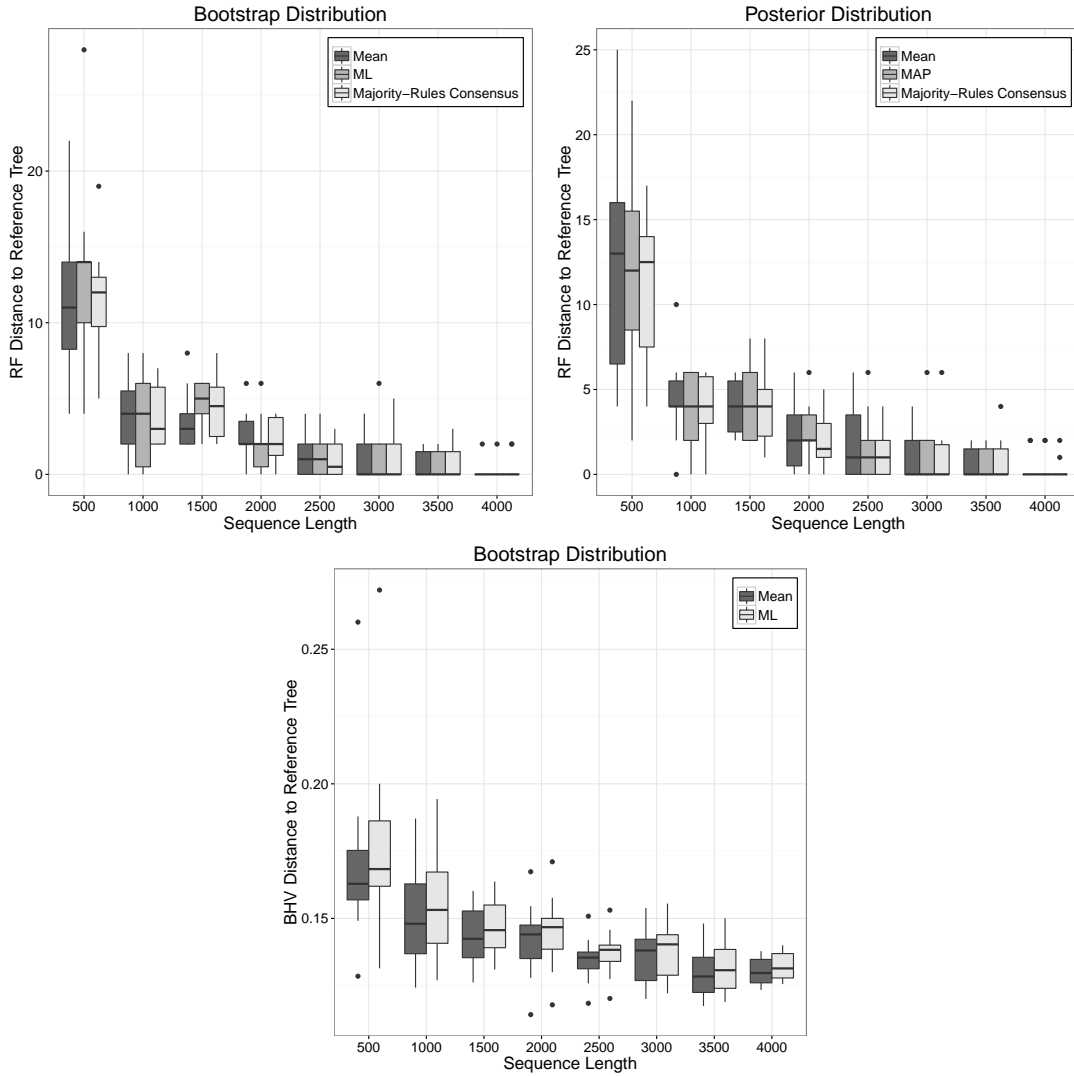 Bootstrap Distribution
RF Distance to Reference Tree
20
10
0
Mean
ML
Majority−Rules Consensus
500 1000 1500 2000 2500 3000 3500 4000
Sequence Length
Posterior Distribution
RF Distance to Reference Tree
25
20
15
10
5
0
Mean
MAP
Majority−Rules Consensus
500 1000 1500 2000 2500 3000 3500 4000
Sequence Length
Bootstrap Distribution
BHV Distance to Reference Tree
0.25
0.20
0.15
Mean
ML
500 1000 1500 2000 2500 3000 3500 4000
Sequence Length